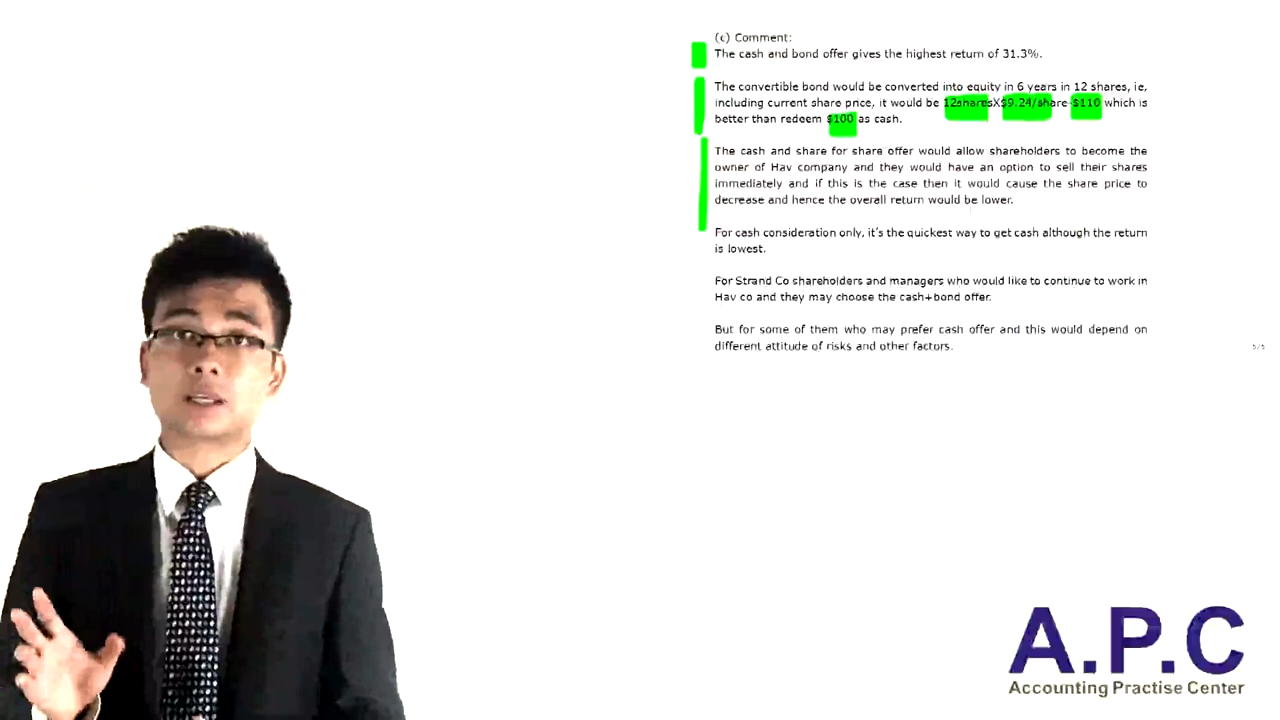 (c) Comment:
The cash and bond offer gives the highest return of 31.3%.
The convertible bond would be converted into equity in 6 years in 12 shares, ie,
including current share price, it would be 12sharesX$9.24/share=$110 which is
better than redeem $100 as cash.
The cash and share for share offer would allow shareholders to become the
owner of Hav company and they would have an option to sell their shares
immediately and if this is the case then it would cause the share price to
decrease and hence the overall return would be lower.
For cash consideration only, it's the quickest way to get cash although the return
is lowest.
For Strand Co shareholders and managers who would like to continue to work in
Hav co and they may choose the cash+bond offer.
But for some of them who may prefer cash offer and this would depend on
different attitude of risks and other factors.
5/5
A.P.C
Accounting Practise Center